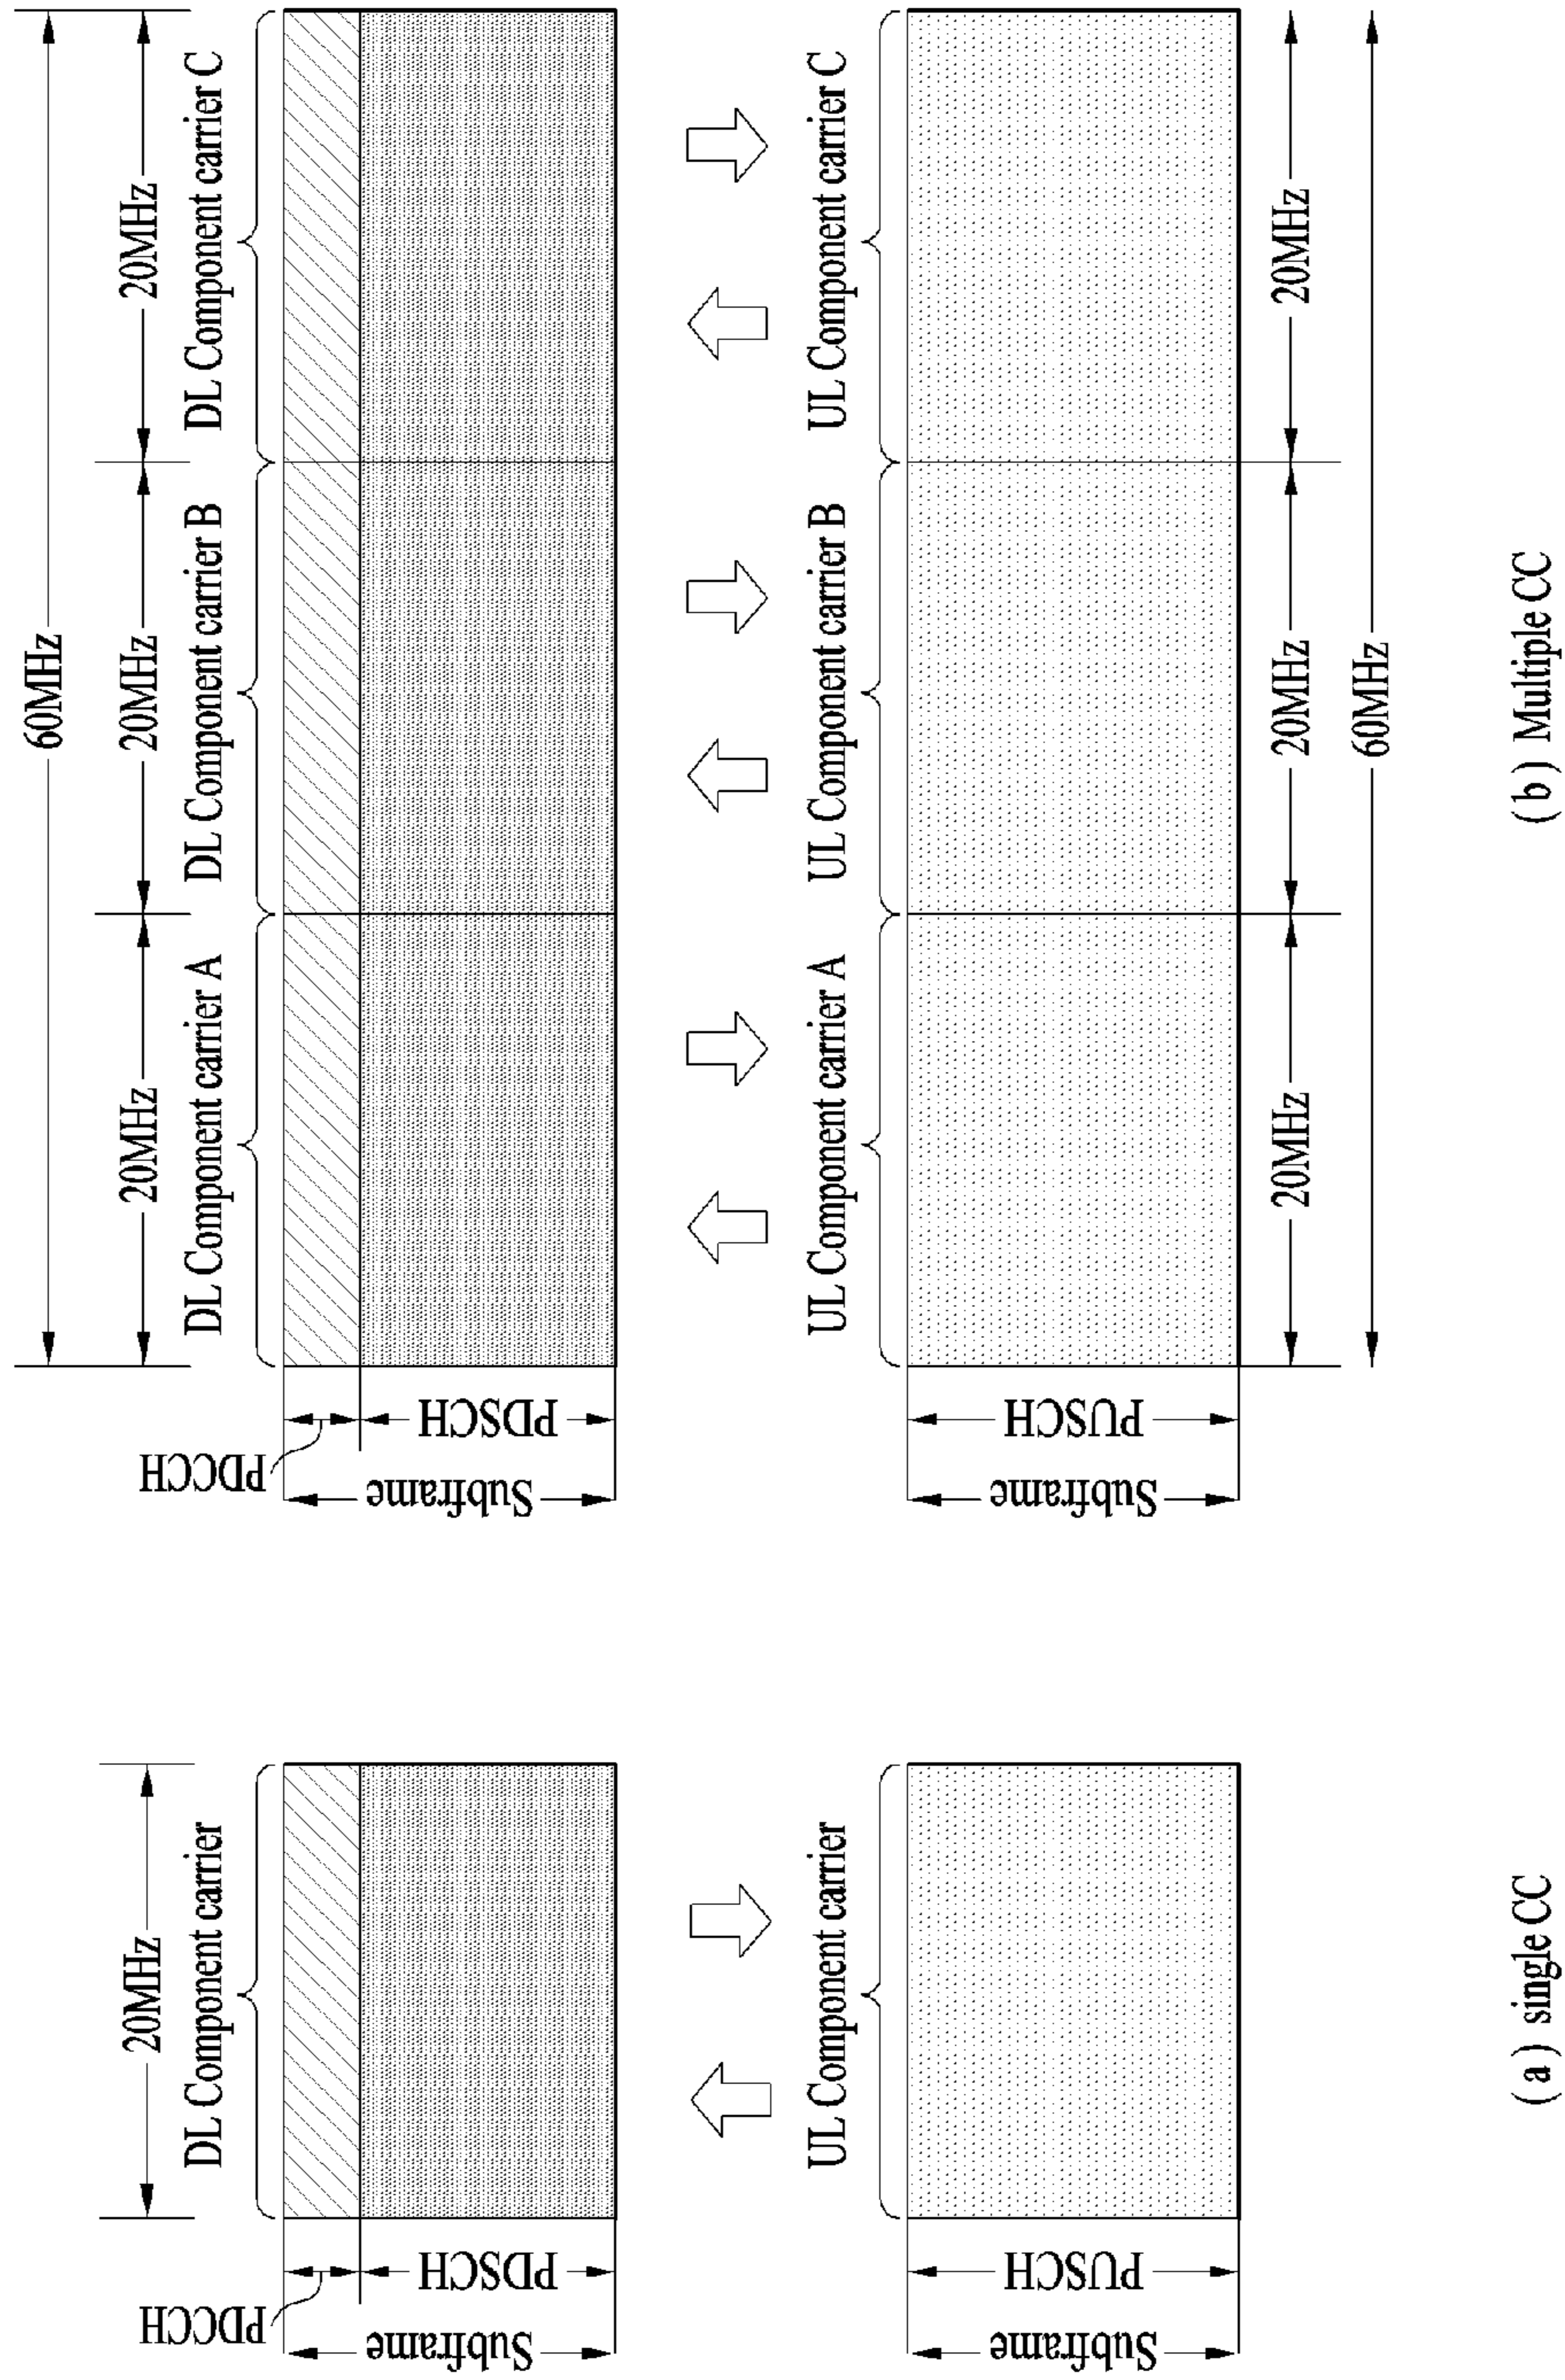 20MHz
DL Component carrier
PDCCH
PDSCH
Subframe
UL Component carrier
PUSCH
Subframe
( a ) single CC
60MHz
20MHz
20MHz
20MHz
DL Component carrier A
DL Component carrier B
DL Component carrier C
PDCCH
PDSCH
Subframe
UL Component carrier A
UL Component carrier B
UL Component carrier C
PUSCH
Subframe
20MHz
20MHz
20MHz
60MHz
( b ) Multiple CC